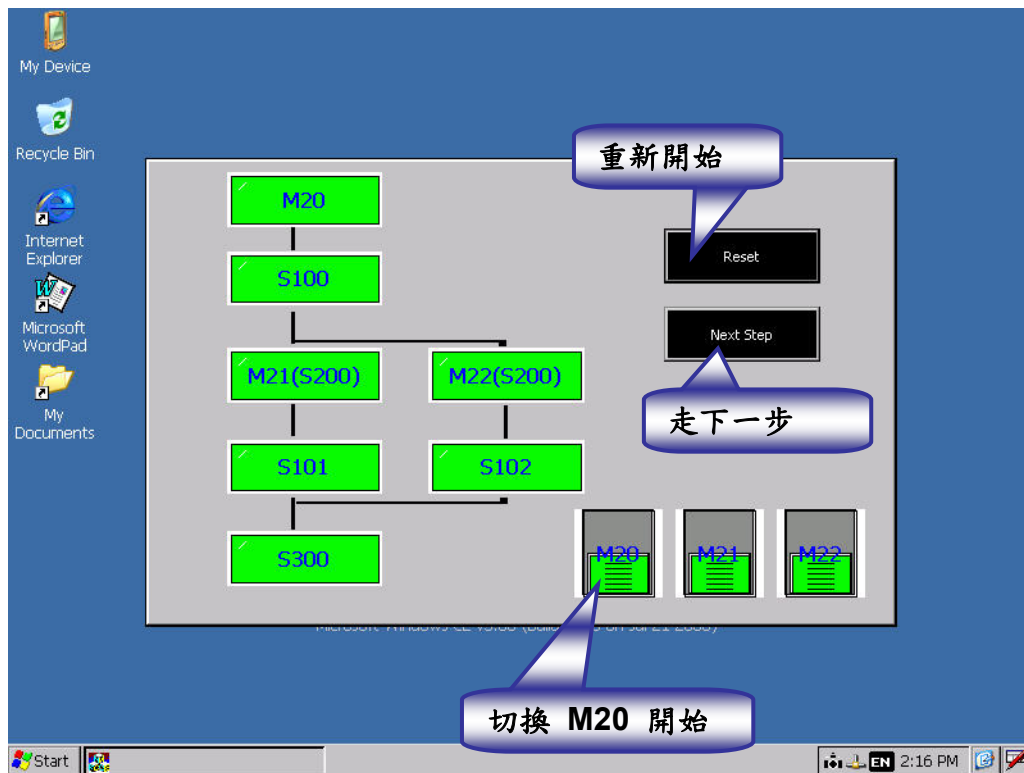 My Device
Recycle Bin
Internet
Explorer
Microsoft
WordPad
My
Documents
重新開始
M20
S100
Reset
Next Step
M21(S200)
M22(S200)
走下一步
S101
S102
S300
M20
M21
M22
切換 M20 開始
Start
EN
2:16 PM